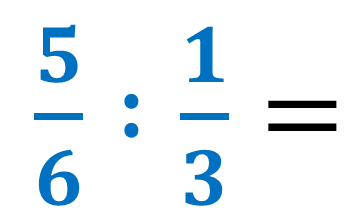 5/6 : 1/3 =